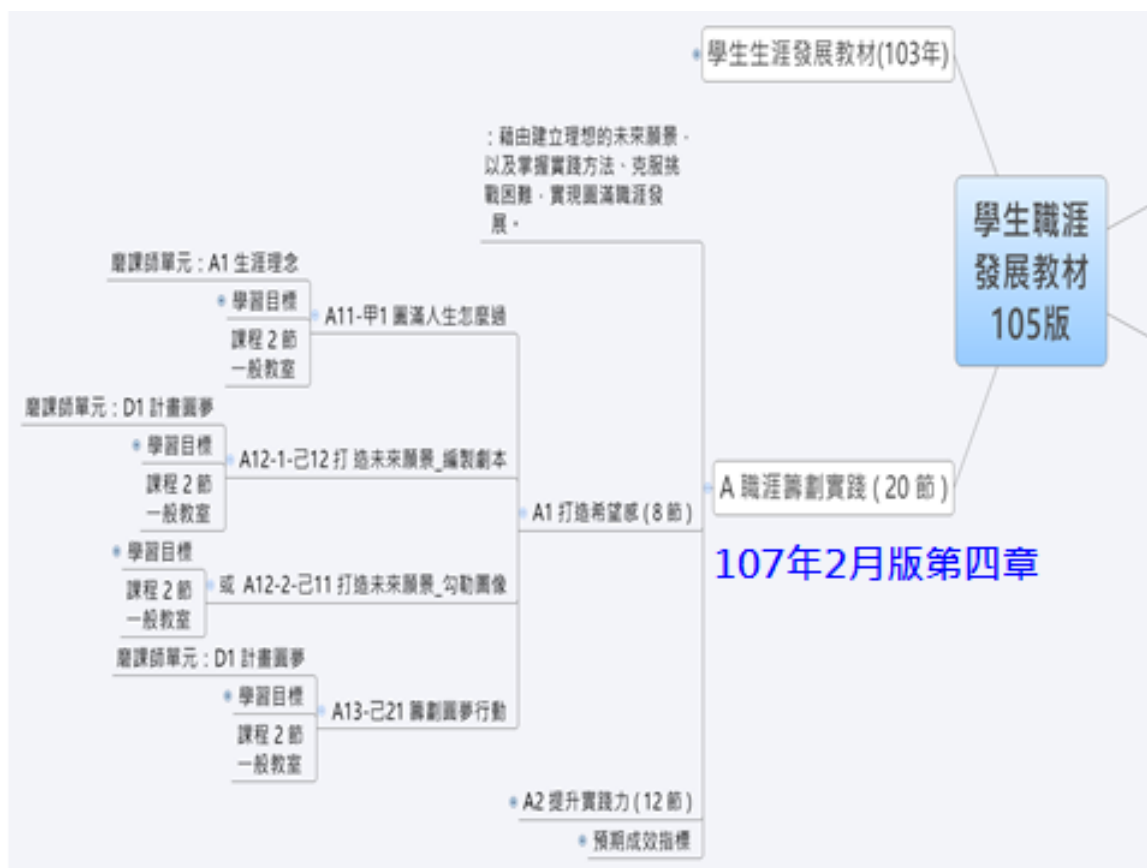 學生生涯發展教材(103年)
學生職涯
發展教材
105版
A 職涯籌劃實踐 ( 20 節 )
107年2月版第四章
：藉由建立理想的未來願景，
以及掌握實踐方法、克服挑
戰困難，實現圓滿職涯發
展。
A1 打造希望感 ( 8 節 )
A11-甲1 圓滿人生怎麼過
磨課師單元：A1 生涯理念
學習目標
課程 2 節
一般教室
A12-1-己12 打 造未來願景_編製劇本
磨課師單元：D1 計畫圓夢
學習目標
課程 2 節
一般教室
或 A12-2-己11 打造未來願景_勾勒圖像
學習目標
課程 2 節
一般教室
A13-己21 籌劃圓夢行動
磨課師單元：D1 計畫圓夢
學習目標
課程 2 節
一般教室
A2 提升實踐力 ( 12 節 )
預期成效指標